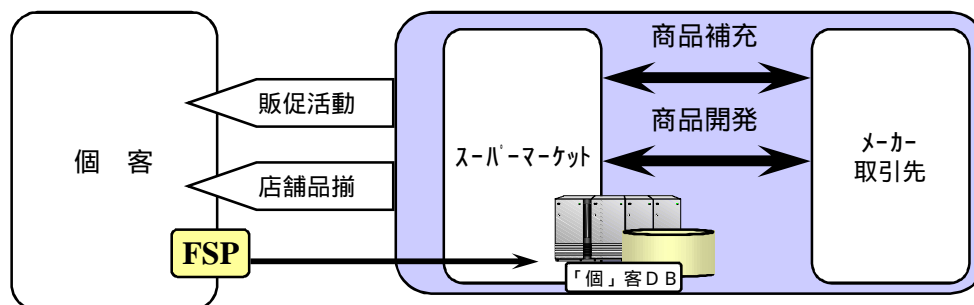 個　客
販促活動
店舗品揃
FSP
スーパーマーケット
商品補充
商品開発
メーカー
取引先
「個」客ＤＢ